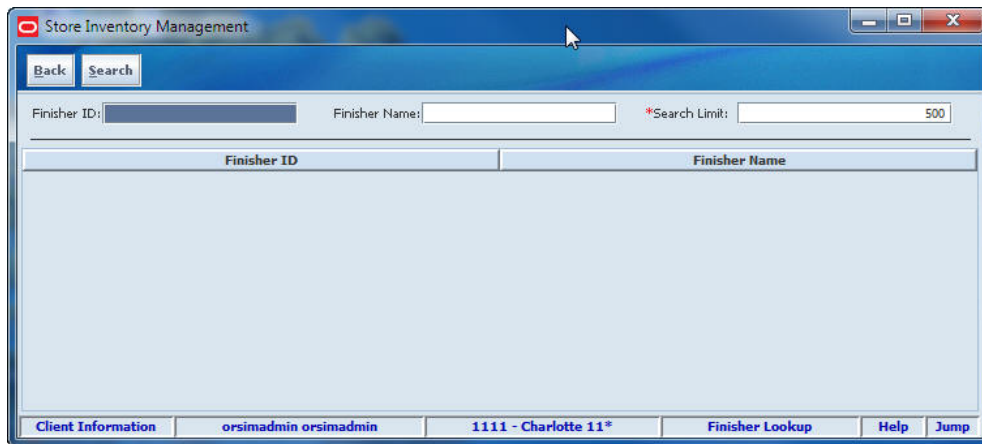 Store Inventory Management
Back Search
Finisher ID: Finisher Name: *Search Limit: 500
Finisher ID Finisher Name
Client Information orsimadmin orsimadmin 1111 - Charlotte 11* Finisher Lookup Help Jump